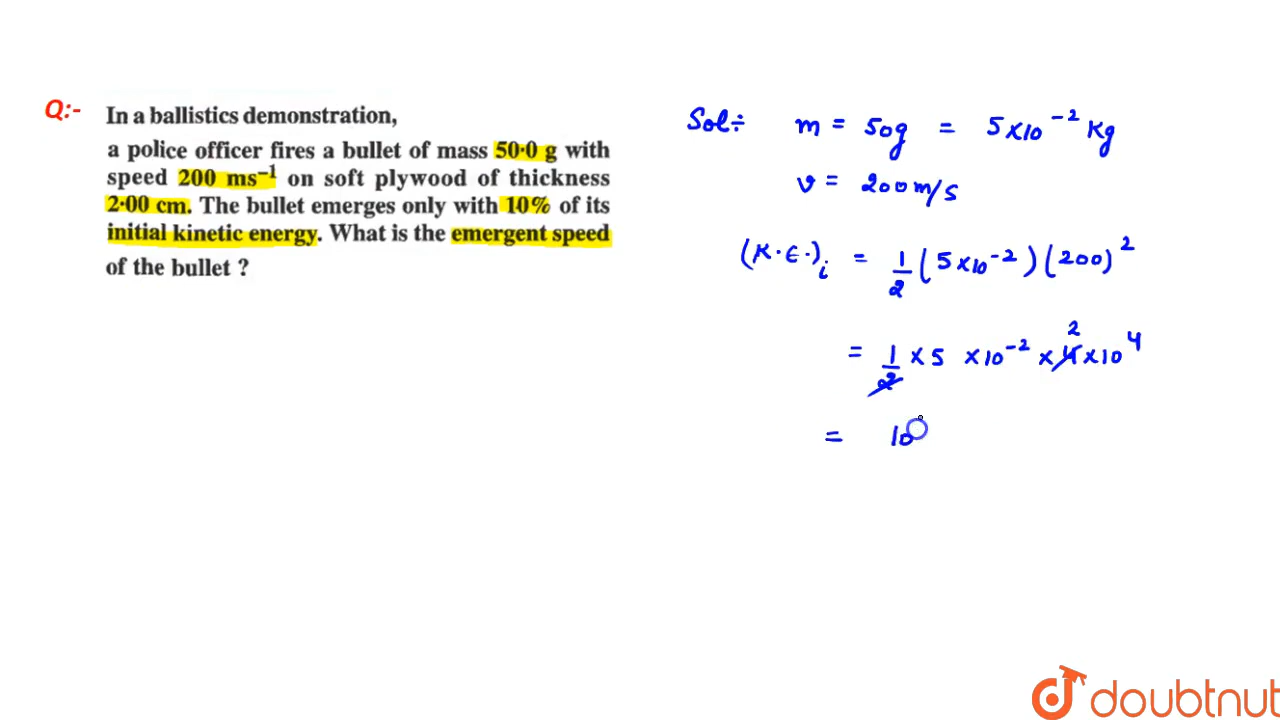 Q:- In a ballistics demonstration,
a police officer fires a bullet of mass 50·0 g with
speed 200 ms⁻¹ on soft plywood of thickness
2·00 cm. The bullet emerges only with 10% of its
initial kinetic energy. What is the emergent speed
of the bullet ?
Sol÷ m = 50g = 5×10⁻² Kg
v = 200m/s
(K.E.)i = 1/2 (5×10⁻²)(200)²
= 1/2 × 5 × 10⁻² × 4 2 × 10⁴
= 10
doubtnut